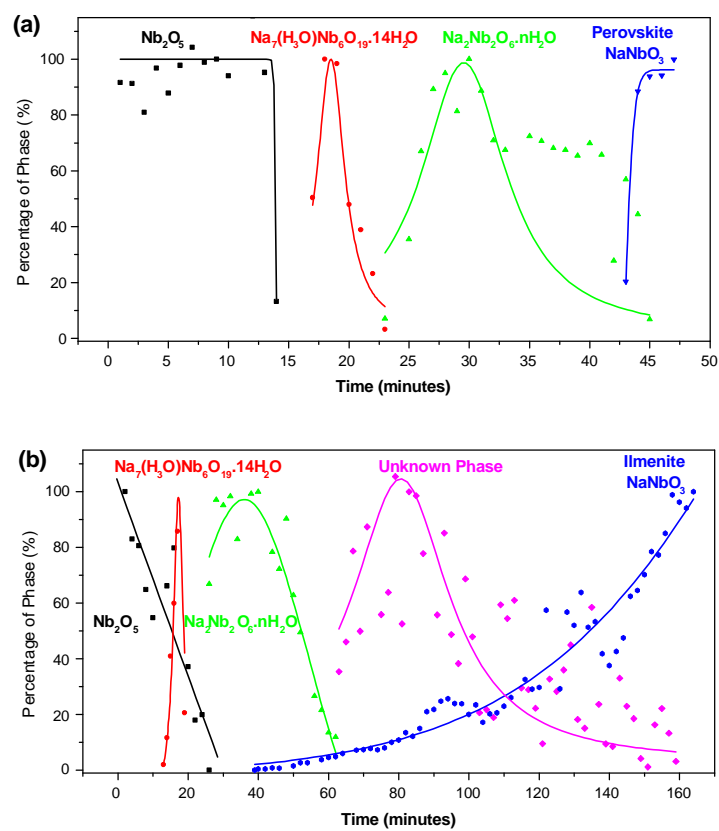 (a)
Nb₂O₅
Na₇(H₃O)Nb₆O₁₉.14H₂O
Na₂Nb₂O₆.nH₂O
Perovskite
NaNbO₃
Percentage of Phase (%)
100
80
60
40
20
0
0 5 10 15 20 25 30 35 40 45 50
Time (minutes)
(b)
Na₇(H₃O)Nb₆O₁₉.14H₂O
Unknown Phase
Ilmenite
NaNbO₃
Nb₂O₅
Na₂Nb₂O₆.nH₂O
Percentage of Phase (%)
100
80
60
40
20
0
0 20 40 60 80 100 120 140 160
Time (minutes)